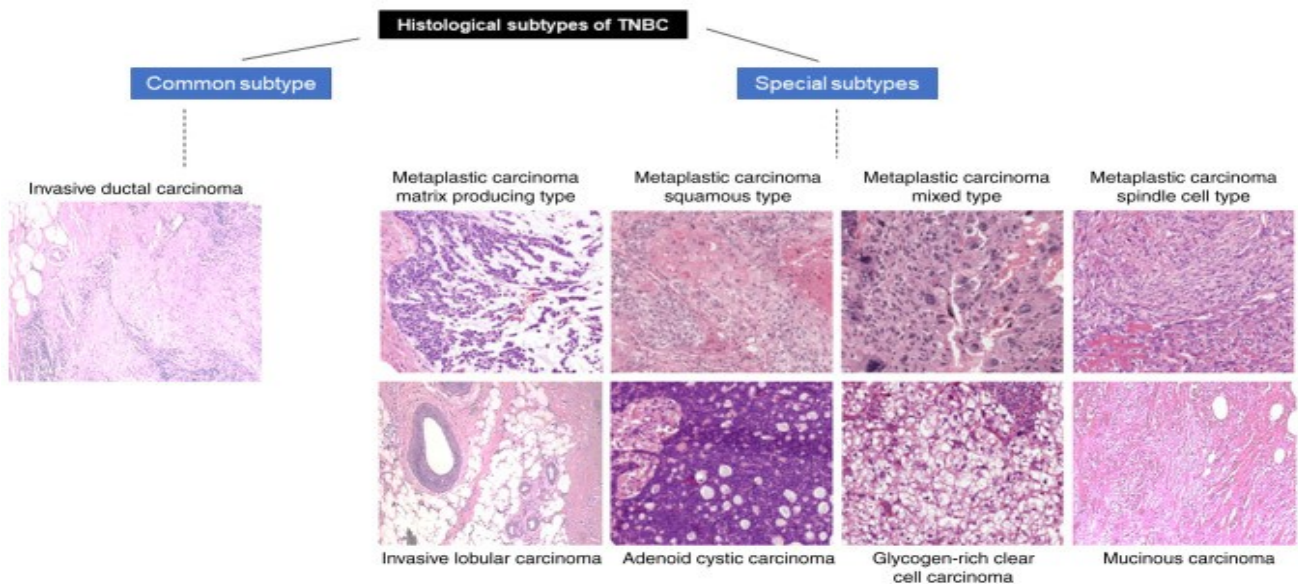 Histological subtypes of TNBC
Common subtype
Special subtypes
Invasive ductal carcinoma
Metaplastic carcinoma
matrix producing type
Metaplastic carcinoma
squamous type
Metaplastic carcinoma
mixed type
Metaplastic carcinoma
spindle cell type
Invasive lobular carcinoma
Adenoid cystic carcinoma
Glycogen-rich clear
cell carcinoma
Mucinous carcinoma